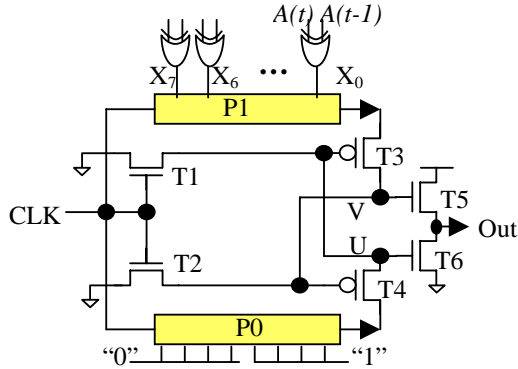 A(t) A(t-1)
X7 X6 ••• X0
P1
T3
T1
T5
CLK
V
Out
U
T6
T2
T4
P0
“0” “1”